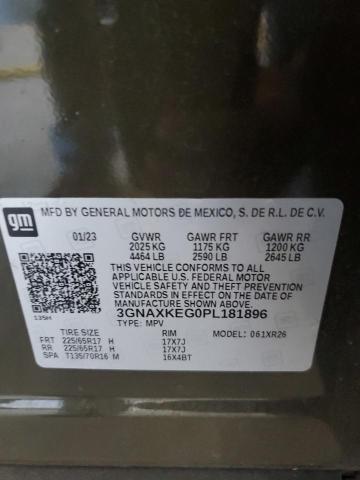 gm
MFD BY GENERAL MOTORS DE MEXICO, S. DE R.L. DE C.V.
01/23 GVWR GAWR FRT GAWR RR
2025 KG 1175 KG 1200 KG
4464 LB 2590 LB 2645 LB
THIS VEHICLE CONFORMS TO ALL
APPLICABLE U.S. FEDERAL MOTOR
VEHICLE SAFETY AND THEFT
PREVENTION STANDARDS IN EFFECT ON THE DATE
OF MANUFACTURE SHOWN ABOVE.
3GNAXKEG0PL181896
135H TYPE: MPV
TIRE SIZE RIM MODEL: 061XR26
FRT 225/65R17 H 17X7J
RR 225/65R17 H 17X7J
SPA T135/70R16 M 16X4BT